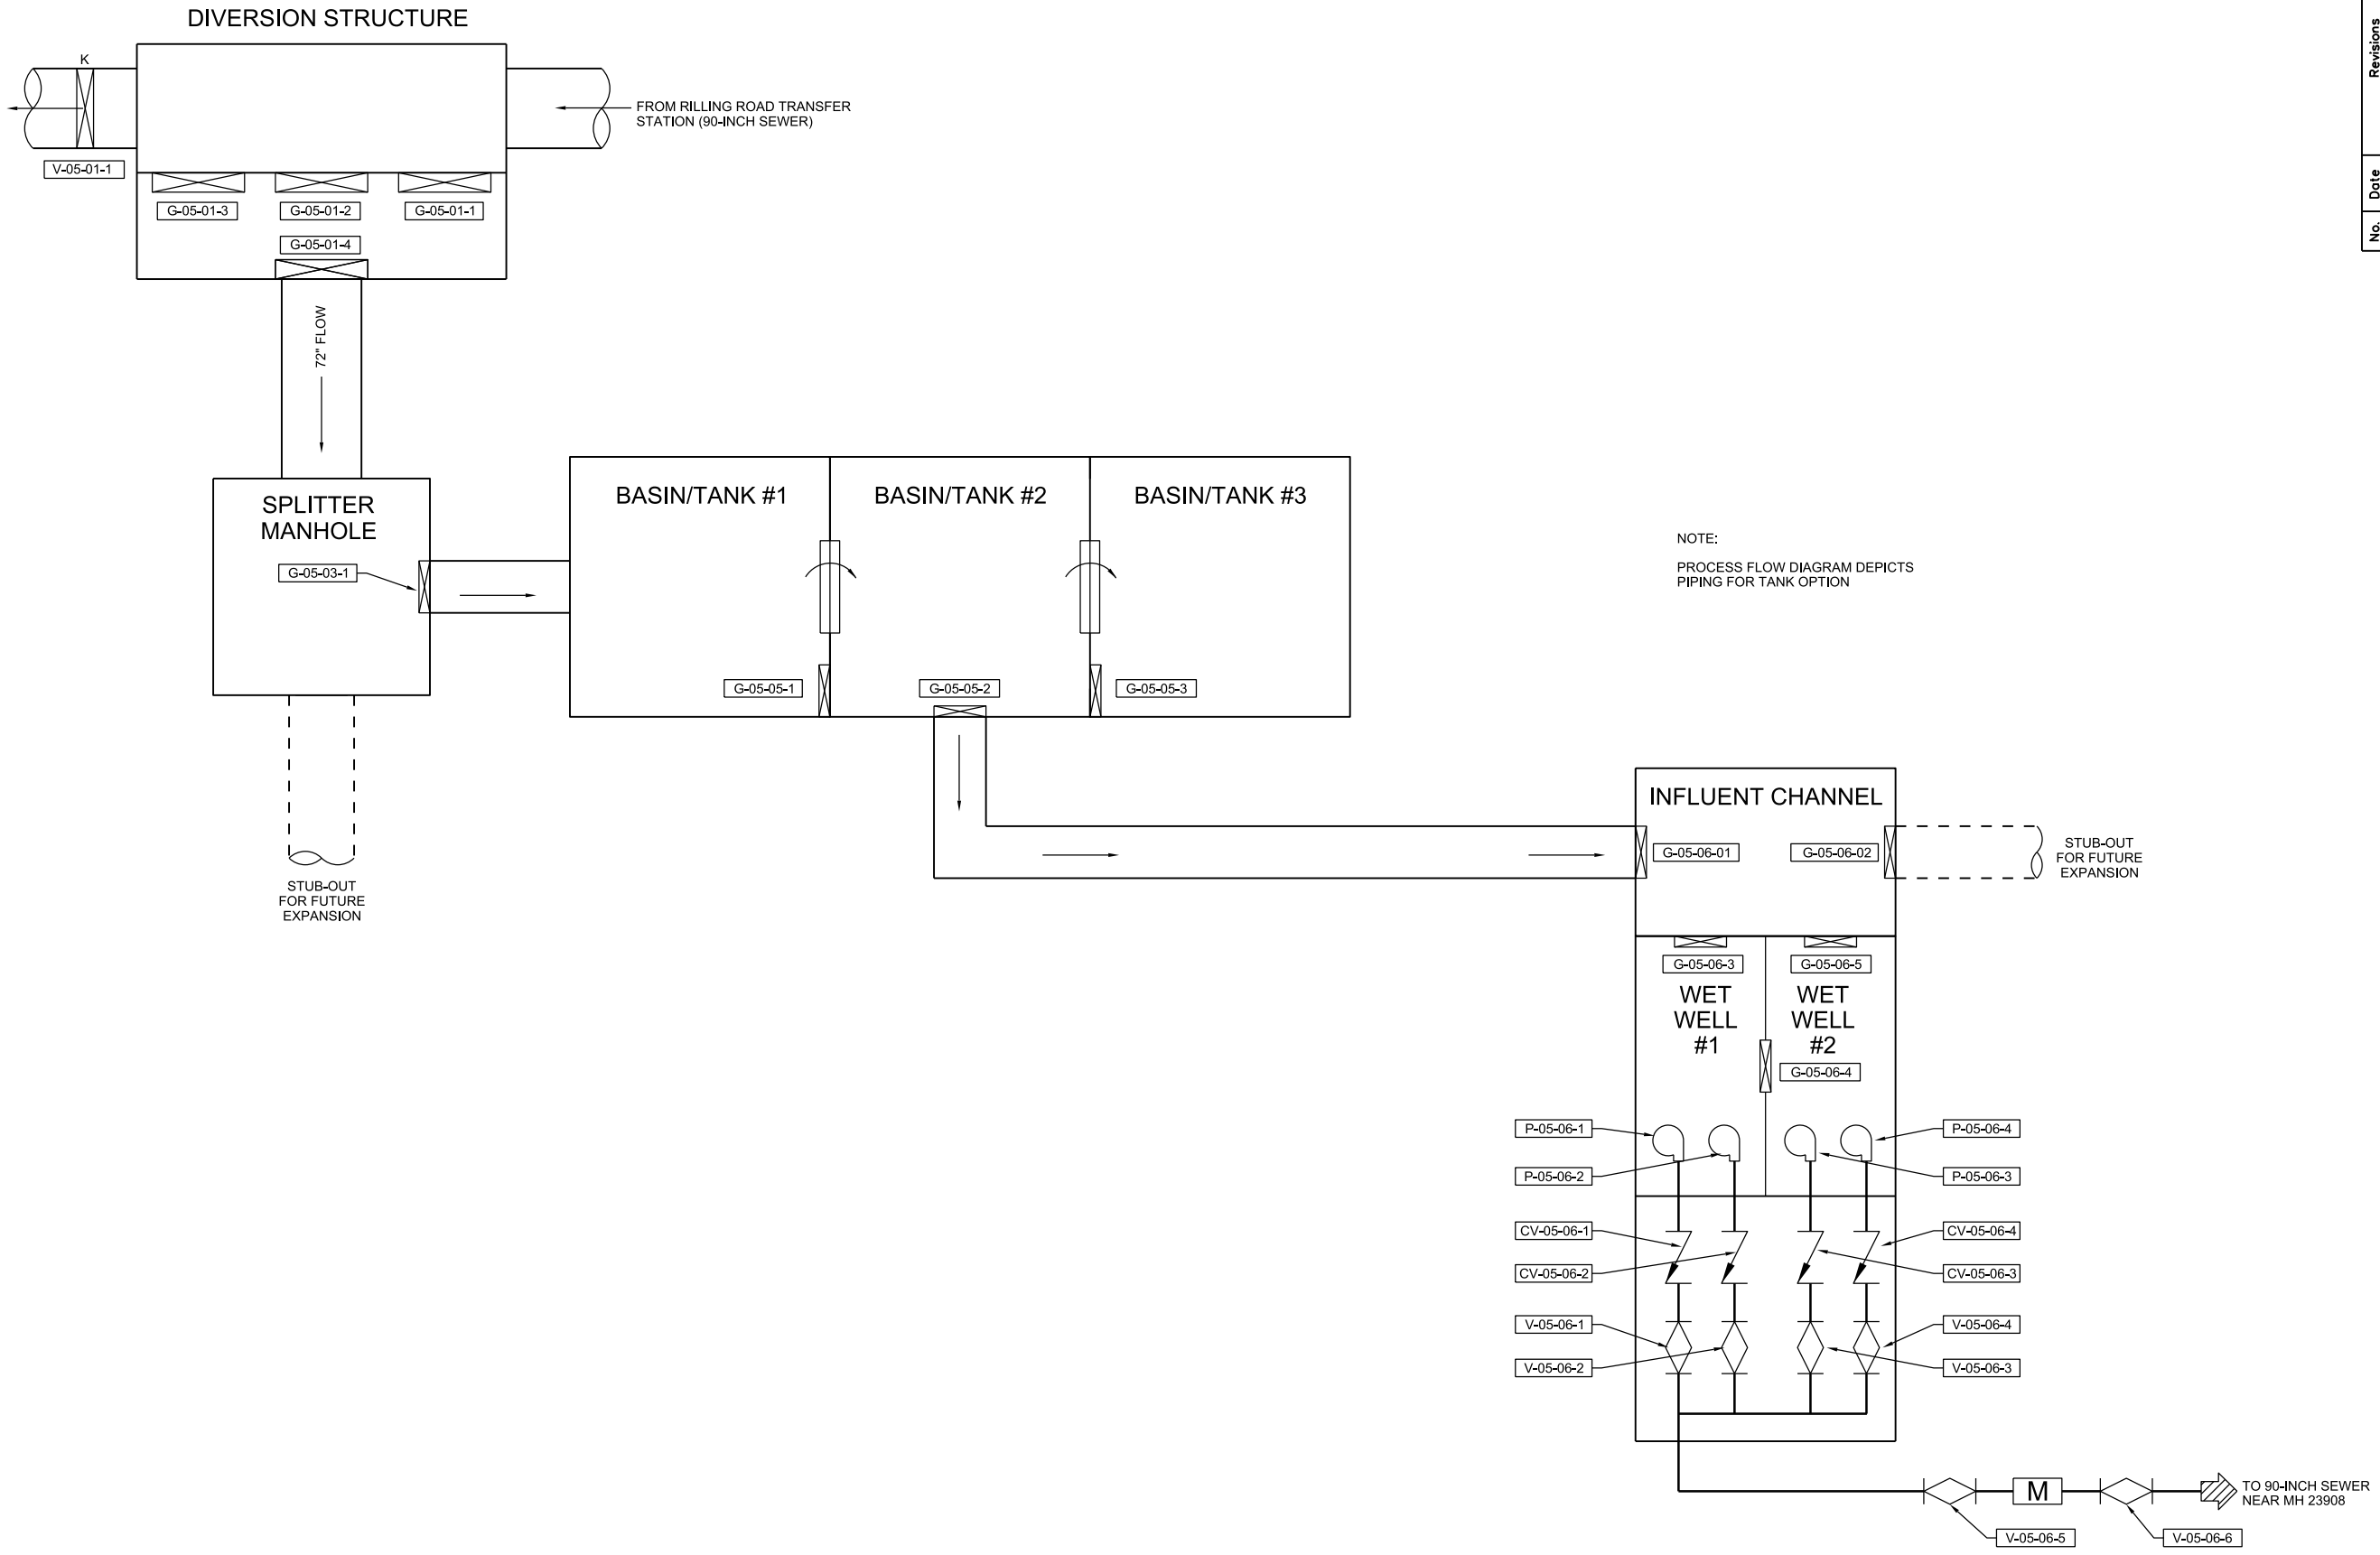 DIVERSION STRUCTURE
K
FROM RILLING ROAD TRANSFER
STATION (90-INCH SEWER)
V-05-01-1
G-05-01-3
G-05-01-2
G-05-01-1
G-05-01-4
72" FLOW
Revisions
Date
No.
SPLITTER
MANHOLE
G-05-03-1
BASIN/TANK #1
BASIN/TANK #2
BASIN/TANK #3
G-05-05-1
G-05-05-2
G-05-05-3
NOTE:
PROCESS FLOW DIAGRAM DEPICTS
PIPING FOR TANK OPTION
STUB-OUT
FOR FUTURE
EXPANSION
INFLUENT CHANNEL
G-05-06-01
G-05-06-02
STUB-OUT
FOR FUTURE
EXPANSION
G-05-06-3
G-05-06-5
WET
WELL
#1
WET
WELL
#2
G-05-06-4
P-05-06-1
P-05-06-4
P-05-06-2
P-05-06-3
CV-05-06-1
CV-05-06-4
CV-05-06-2
CV-05-06-3
V-05-06-1
V-05-06-4
V-05-06-2
V-05-06-3
M
TO 90-INCH SEWER
NEAR MH 23908
V-05-06-5
V-05-06-6